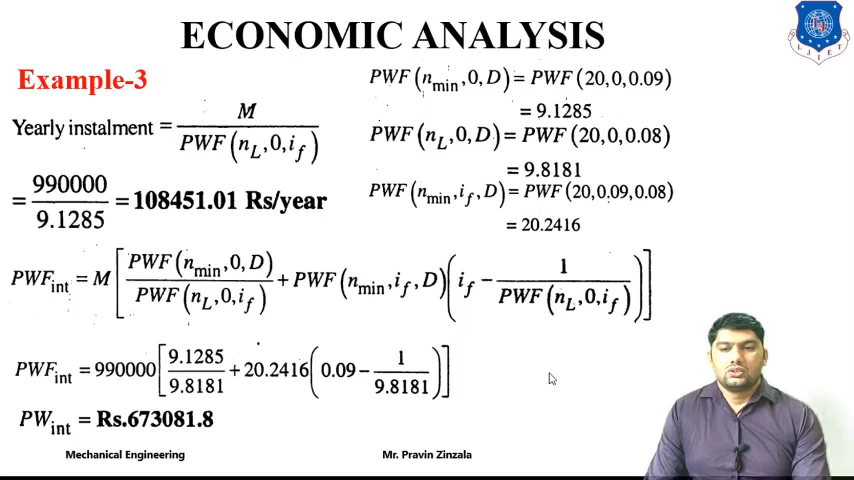 ECONOMIC ANALYSIS
LJIET
Example-3
Yearly instalment = M / PWF(n_L,0,i_f)
= 990000 / 9.1285 = 108451.01 Rs/year
PWF(n_min,0,D) = PWF(20,0,0.09)
= 9.1285
PWF(n_L,0,D) = PWF(20,0,0.08)
= 9.8181
PWF(n_min,i_f,D) = PWF(20,0.09,0.08)
= 20.2416
PWF_int = M[PWF(n_min,0,D) / PWF(n_L,0,i_f) + PWF(n_min,i_f,D)(i_f − 1 / PWF(n_L,0,i_f))]
PWF_int = 990000[9.1285 / 9.8181 + 20.2416(0.09 − 1 / 9.8181)]
PW_int = Rs.673081.8
Mechanical Engineering
Mr. Pravin Zinzala